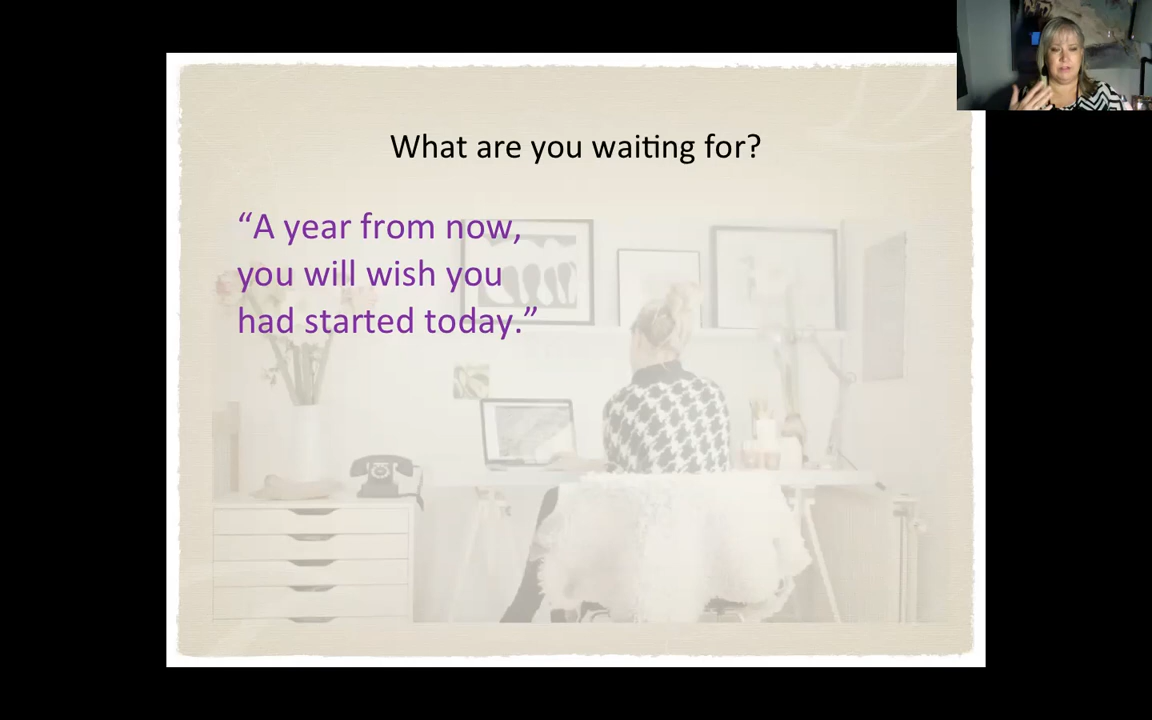 What are you waiting for?
“A year from now,
you will wish you
had started today.”